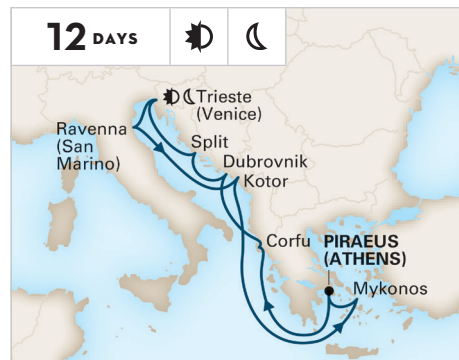 12 DAYS
Trieste
(Venice)
Ravenna
(San
Marino)
Split
Dubrovnik
Kotor
Corfu
PIRAEUS
(ATHENS)
Mykonos